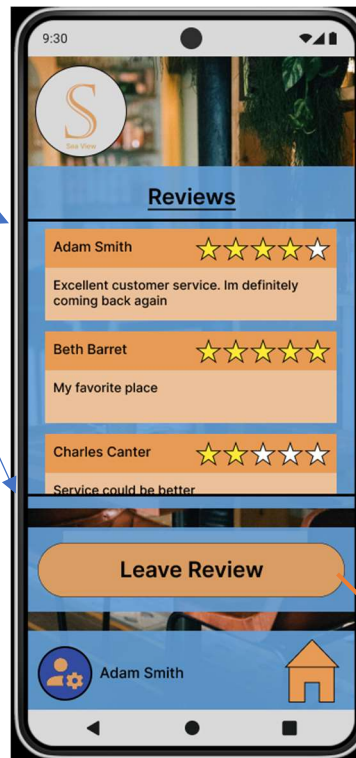 9:30
S
Sea View
Reviews
Adam Smith
Excellent customer service. Im definitely
coming back again
Beth Barret
My favorite place
Charles Canter
Service could be better
Leave Review
Adam Smith